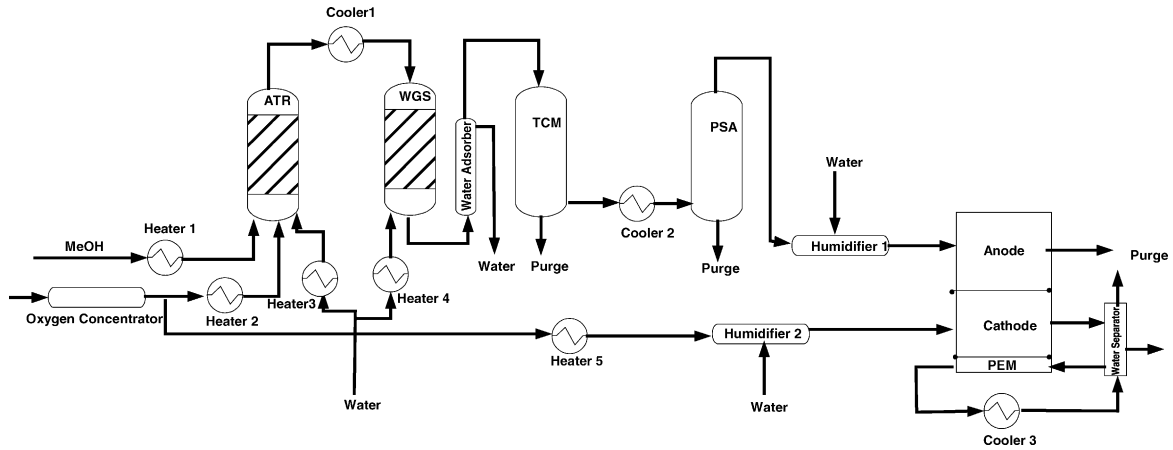 Cooler1
ATR
WGS
Water Adsorber
TCM
PSA
Water
MeOH
Heater 1
Heater 2
Heater3
Heater 4
Oxygen Concentrator
Water
Purge
Cooler 2
Purge
Humidifier 1
Anode
Purge
Cathode
PEM
Water Separator
Heater 5
Humidifier 2
Water
Water
Cooler 3